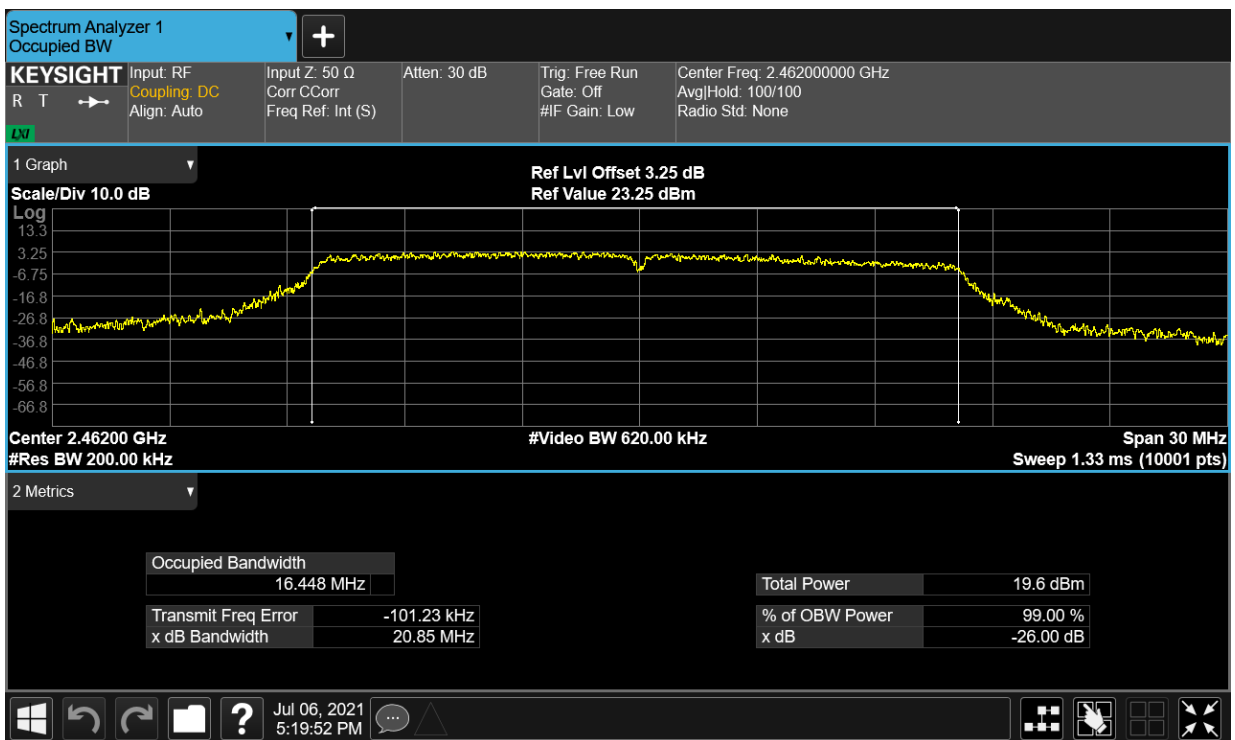 Spectrum Analyzer 1
Occupied BW
KEYSIGHT
R T
LXI
Input: RF
Coupling: DC
Align: Auto
Input Z: 50 Ω
Corr CCorr
Freq Ref: Int (S)
Atten: 30 dB
Trig: Free Run
Gate: Off
#IF Gain: Low
Center Freq: 2.462000000 GHz
Avg|Hold: 100/100
Radio Std: None
1 Graph
Scale/Div 10.0 dB
Ref Lvl Offset 3.25 dB
Ref Value 23.25 dBm
Log
13.3
3.25
-6.75
-16.8
-26.8
-36.8
-46.8
-56.8
-66.8
Center 2.46200 GHz
#Video BW 620.00 kHz
Span 30 MHz
#Res BW 200.00 kHz
Sweep 1.33 ms (10001 pts)
2 Metrics
Occupied Bandwidth
16.448 MHz
Total Power 19.6 dBm
Transmit Freq Error -101.23 kHz
% of OBW Power 99.00 %
x dB Bandwidth 20.85 MHz
x dB -26.00 dB
?
Jul 06, 2021
5:19:52 PM